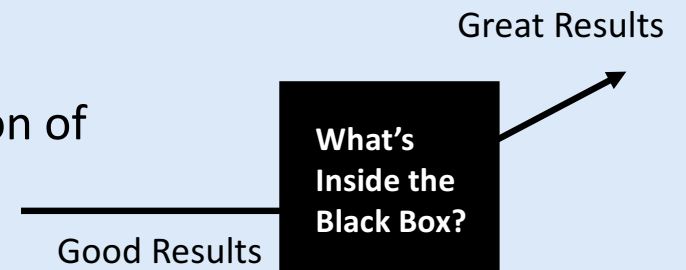 Great Results
on of
What's
Inside the
Black Box?
Good Results